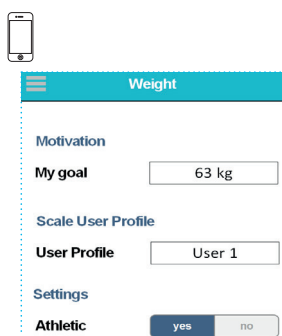 Weight
Motivation
My goal 63 kg
Scale User Profile
User Profile User 1
Settings
Athletic yes no